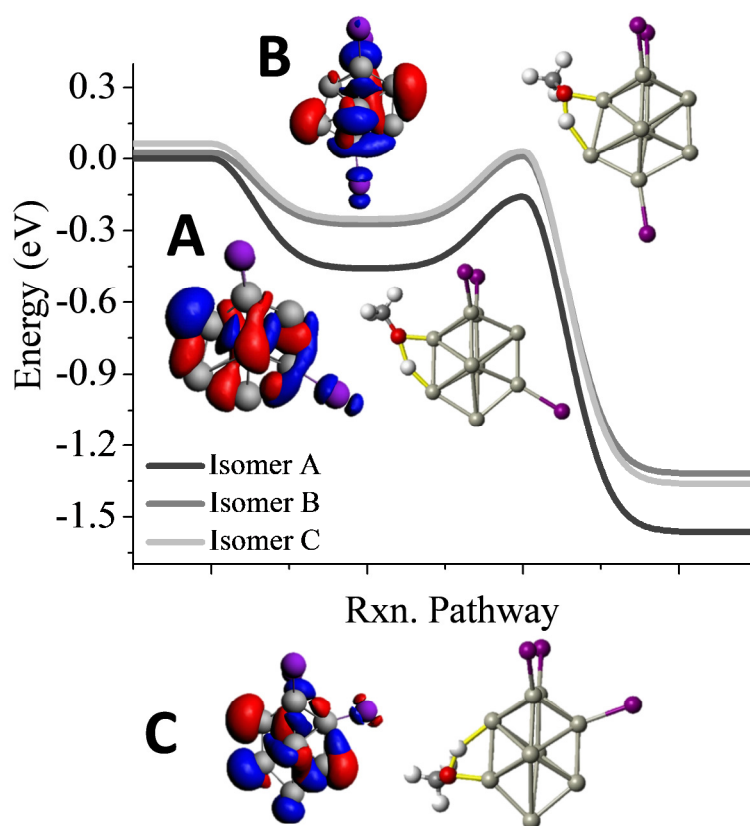 B
0.3
0.0
-0.3
-0.6
-0.9
-1.2
-1.5
Energy (eV)
A
Isomer A
Isomer B
Isomer C
Rxn. Pathway
C